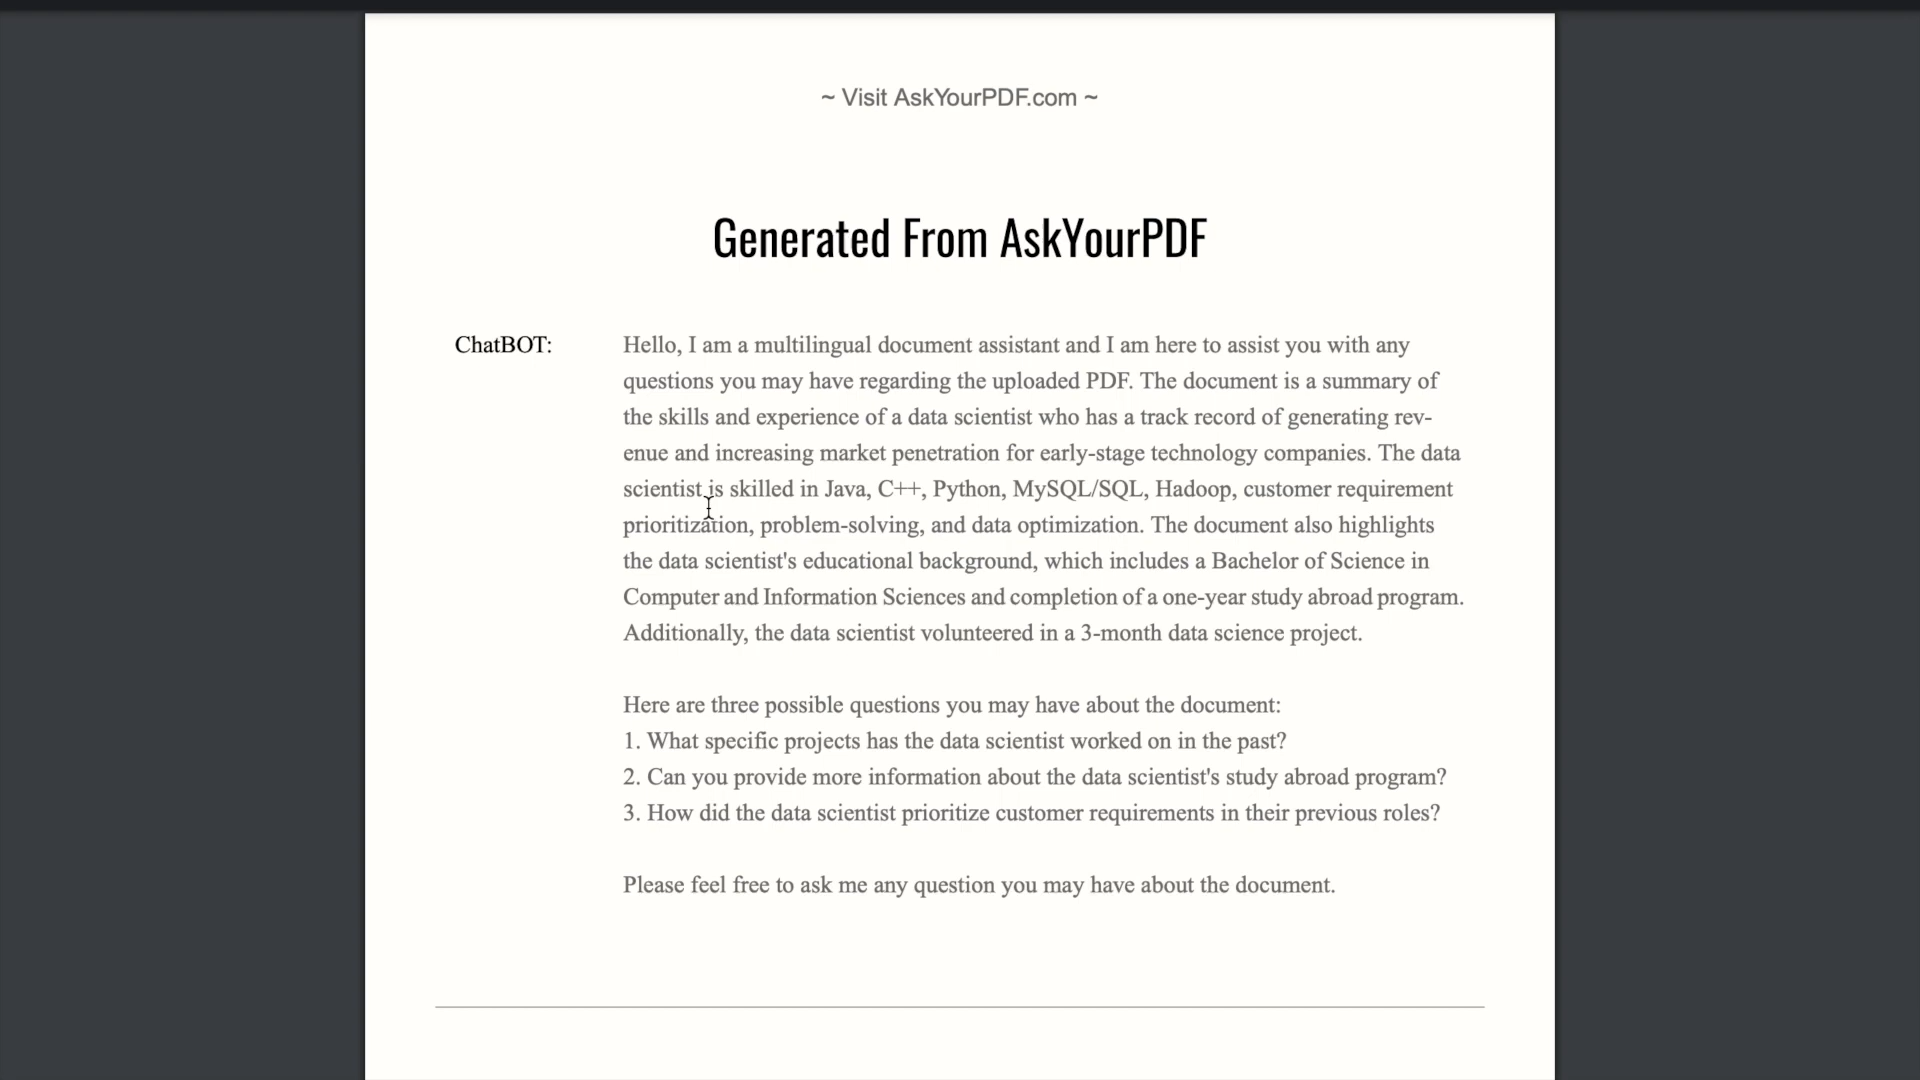 ~ Visit AskYourPDF.com ~
Generated From AskYourPDF
ChatBOT:
Hello, I am a multilingual document assistant and I am here to assist you with any
questions you may have regarding the uploaded PDF. The document is a summary of
the skills and experience of a data scientist who has a track record of generating rev-
enue and increasing market penetration for early-stage technology companies. The data
scientist is skilled in Java, C++, Python, MySQL/SQL, Hadoop, customer requirement
prioritization, problem-solving, and data optimization. The document also highlights
the data scientist's educational background, which includes a Bachelor of Science in
Computer and Information Sciences and completion of a one-year study abroad program.
Additionally, the data scientist volunteered in a 3-month data science project.
Here are three possible questions you may have about the document:
1. What specific projects has the data scientist worked on in the past?
2. Can you provide more information about the data scientist's study abroad program?
3. How did the data scientist prioritize customer requirements in their previous roles?
Please feel free to ask me any question you may have about the document.